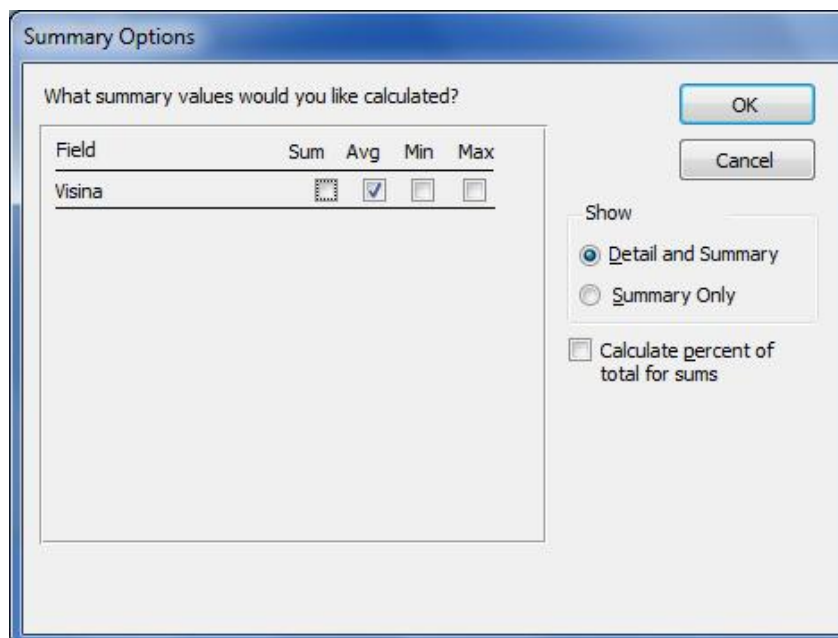 Summary Options
What summary values would you like calculated?
Field Sum Avg Min Max
Visina
OK
Cancel
Show
Detail and Summary
Summary Only
Calculate percent of
total for sums